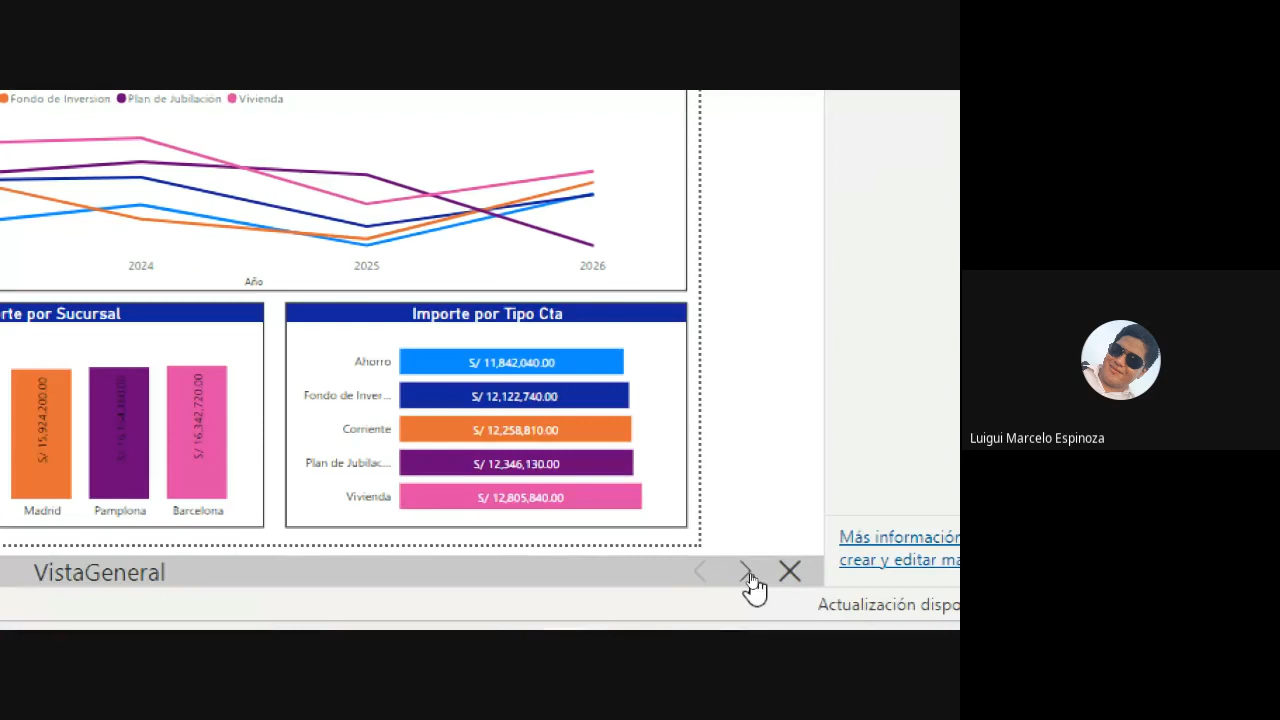 Fondo de Inversion Plan de Jubilación Vivienda
2024 2025 2026
Año
rte por Sucursal
S/ 15,924,200.00
S/ 16,342,720.00
Madrid Pamplona Barcelona
Importe por Tipo Cta
Ahorro S/ 11,842,040.00
Fondo de Inver... S/ 12,122,740.00
Corriente S/ 12,258,810.00
Plan de Jubilac... S/ 12,346,130.00
Vivienda S/ 12,805,840.00
VistaGeneral
Más información
crear y editar ma
Actualización dispo
Luigui Marcelo Espinoza